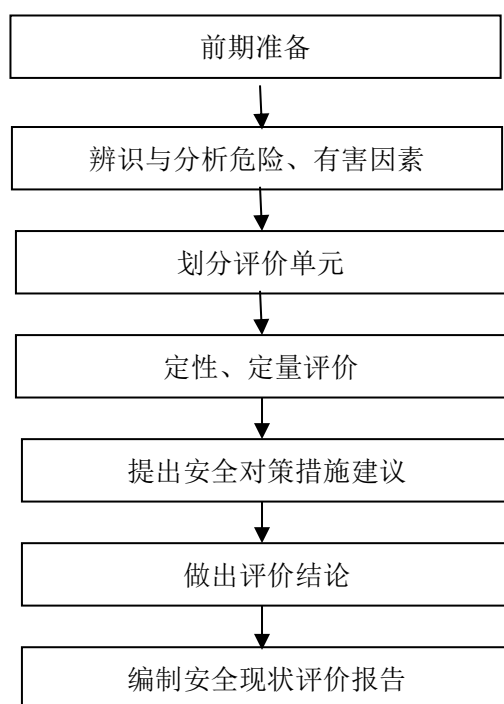 前期准备
辨识与分析危险、有害因素
划分评价单元
定性、定量评价
提出安全对策措施建议
做出评价结论
编制安全现状评价报告